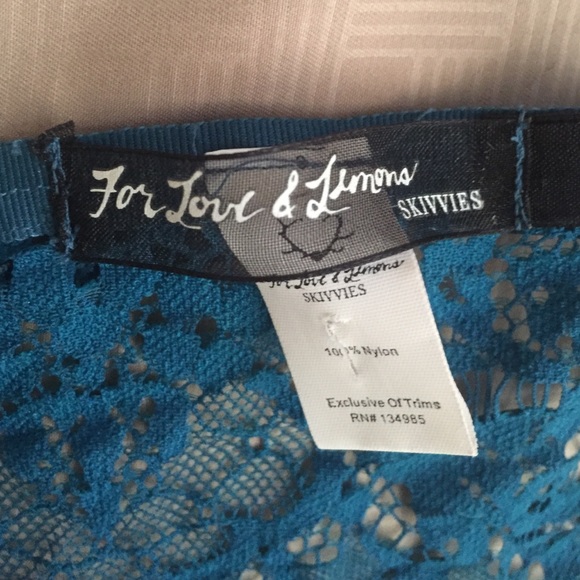 For Love & Lemons
SKIVVIES
For Love & Lemons
SKIVVIES
100% Nylon
Exclusive Of Trims
RN# 134985